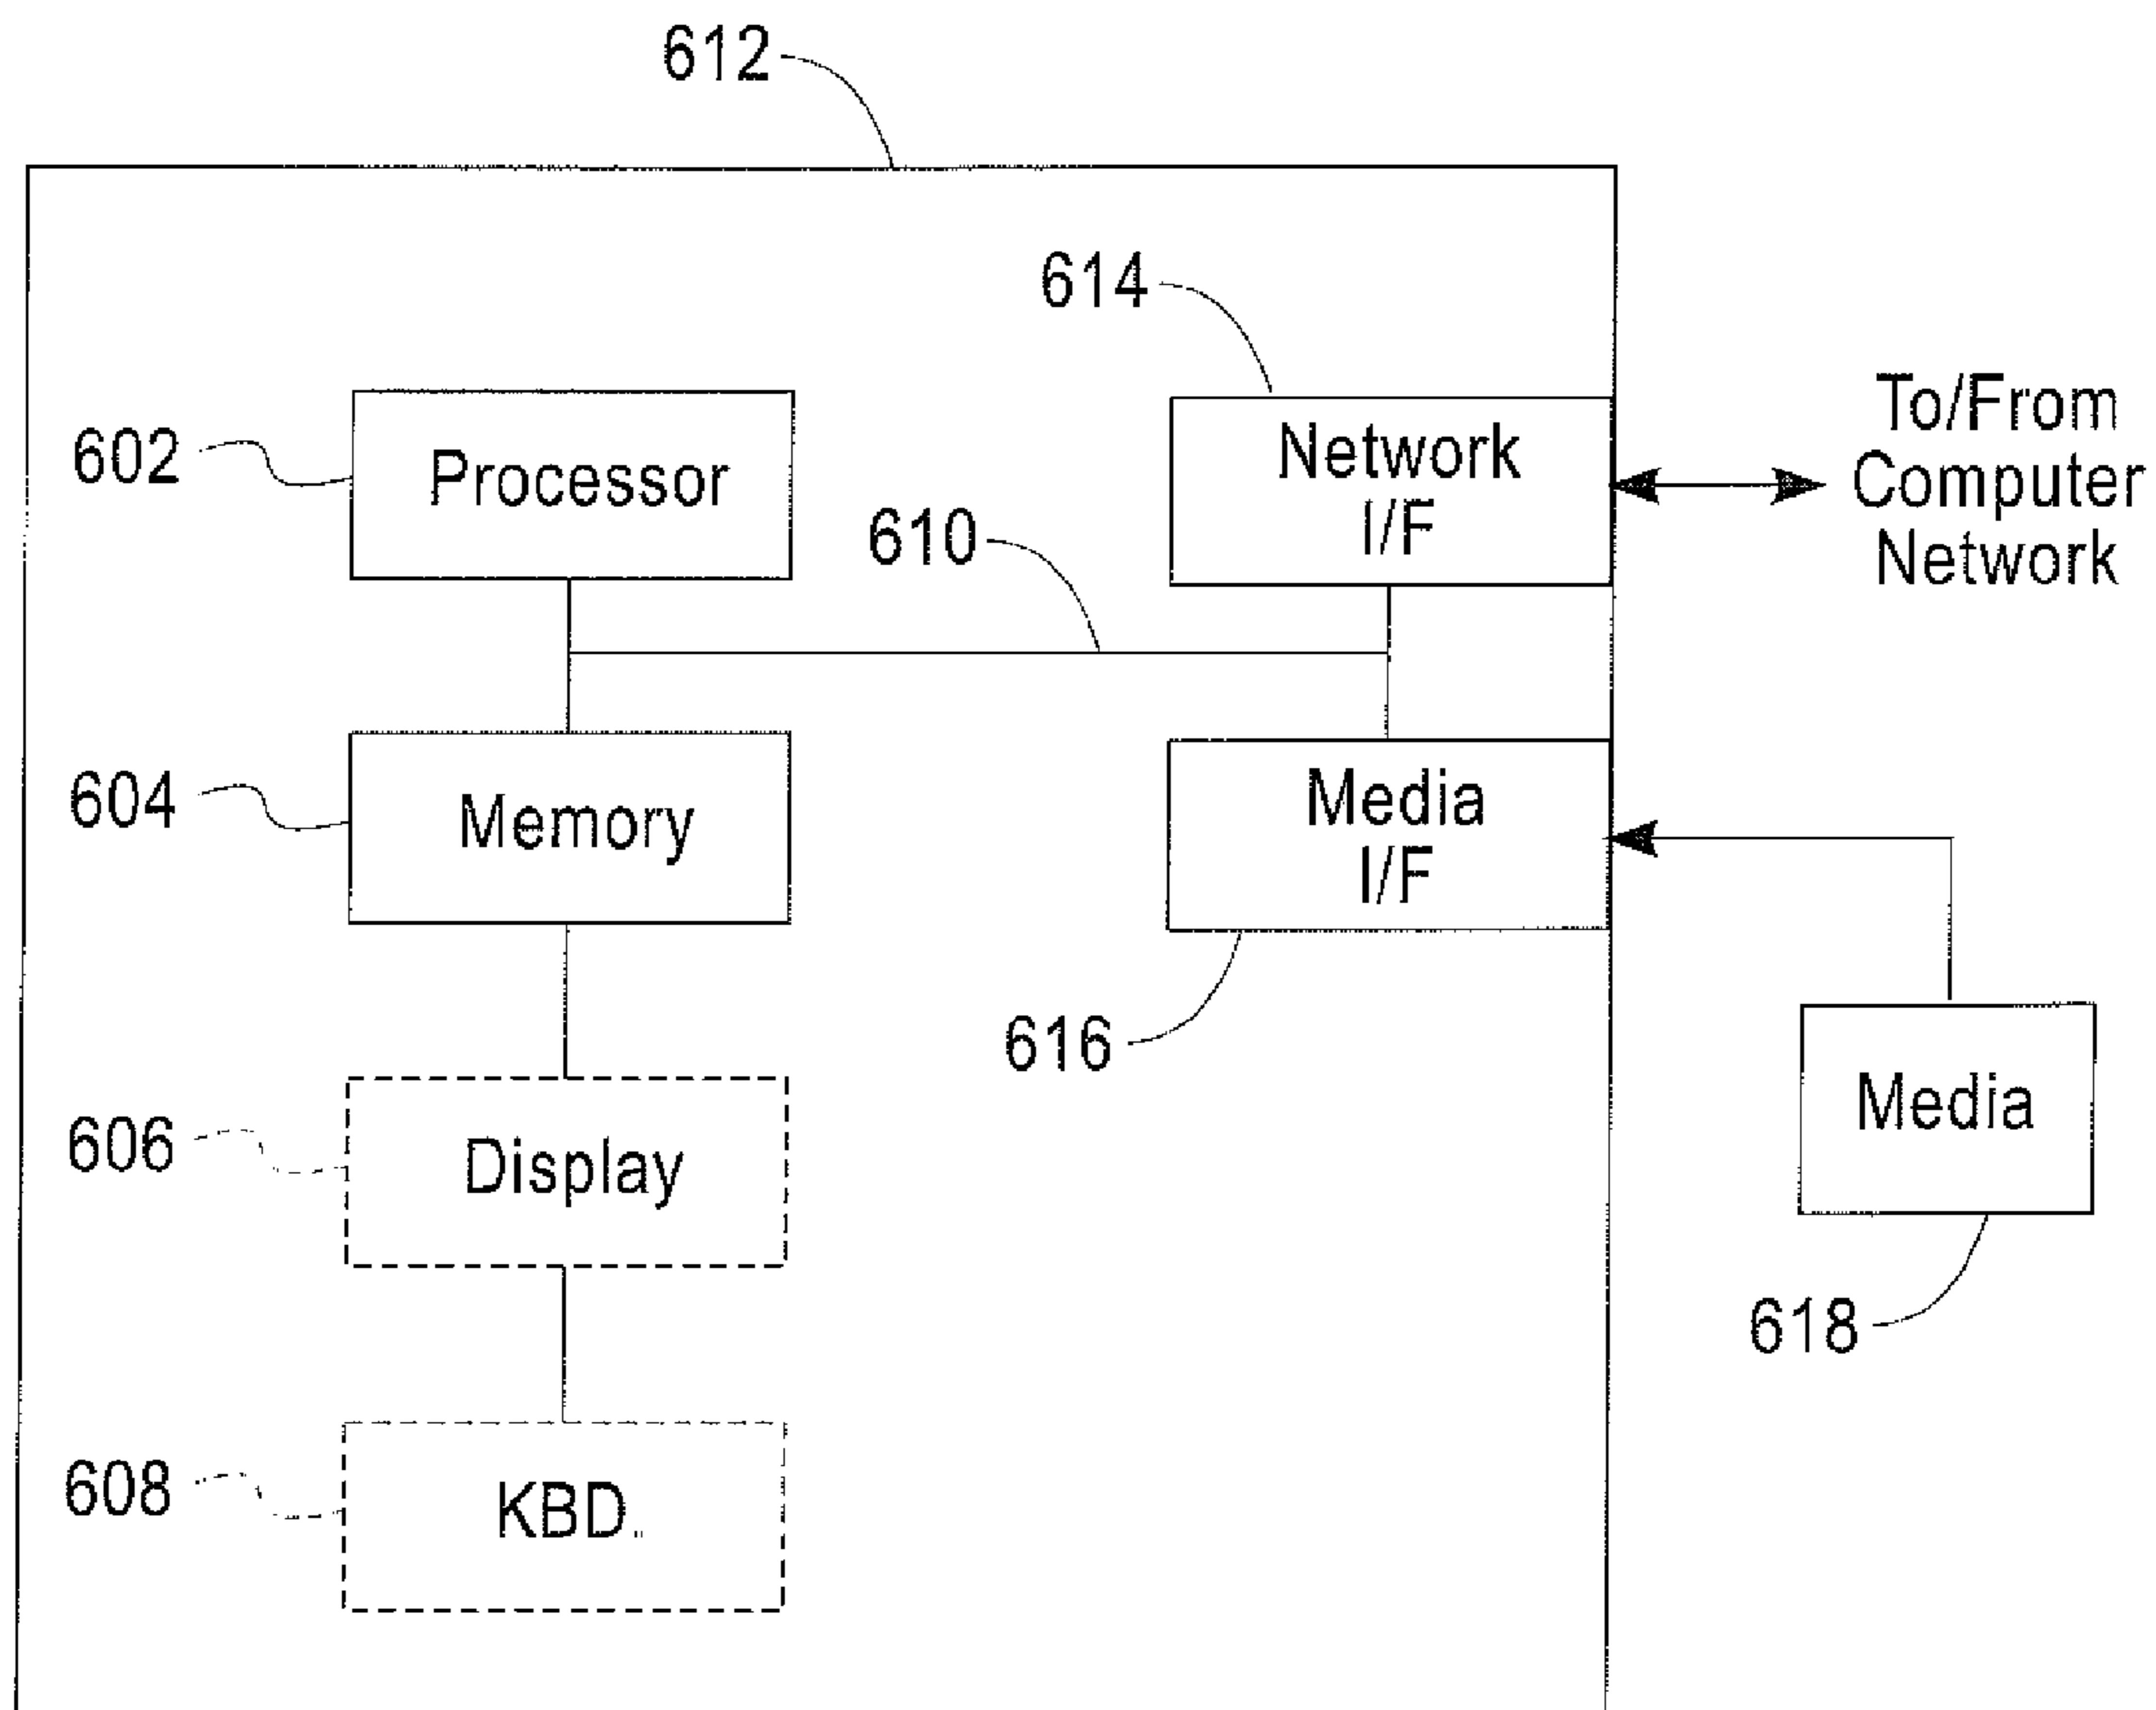 612
614
602
Processor
Network
I/F
To/From
Computer
Network
610
604
Memory
Media
I/F
616
Media
606
Display
618
608
KBD